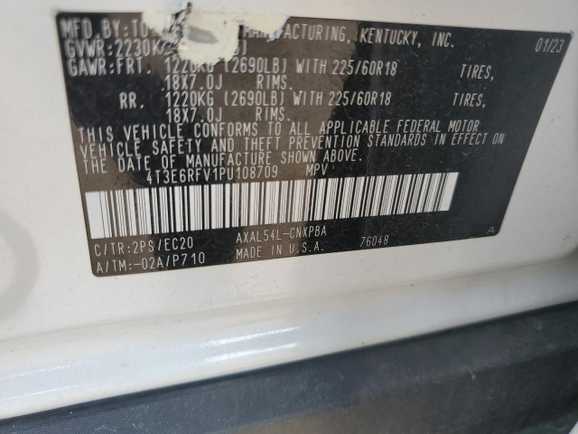 MFD. BY: MANUFACTURING, KENTUCKY, INC. 01/23
GVWR: 2230K
GAWR:FRT. 1220KG (2690LB) WITH 225/60R18 TIRES,
18X7.0J RIMS.
RR. 1220KG (2690LB) WITH 225/60R18 TIRES,
18X7.0J RIMS.
THIS VEHICLE CONFORMS TO ALL APPLICABLE FEDERAL MOTOR
VEHICLE SAFETY AND THEFT PREVENTION STANDARDS IN EFFECT ON
THE DATE OF MANUFACTURE SHOWN ABOVE.
4T3E6RFV1PU108709 MPV
C/TR:2PS/EC20 AXAL54L-CNXPBA A
A/TM:-02A/P710 MADE IN U.S.A. 76048